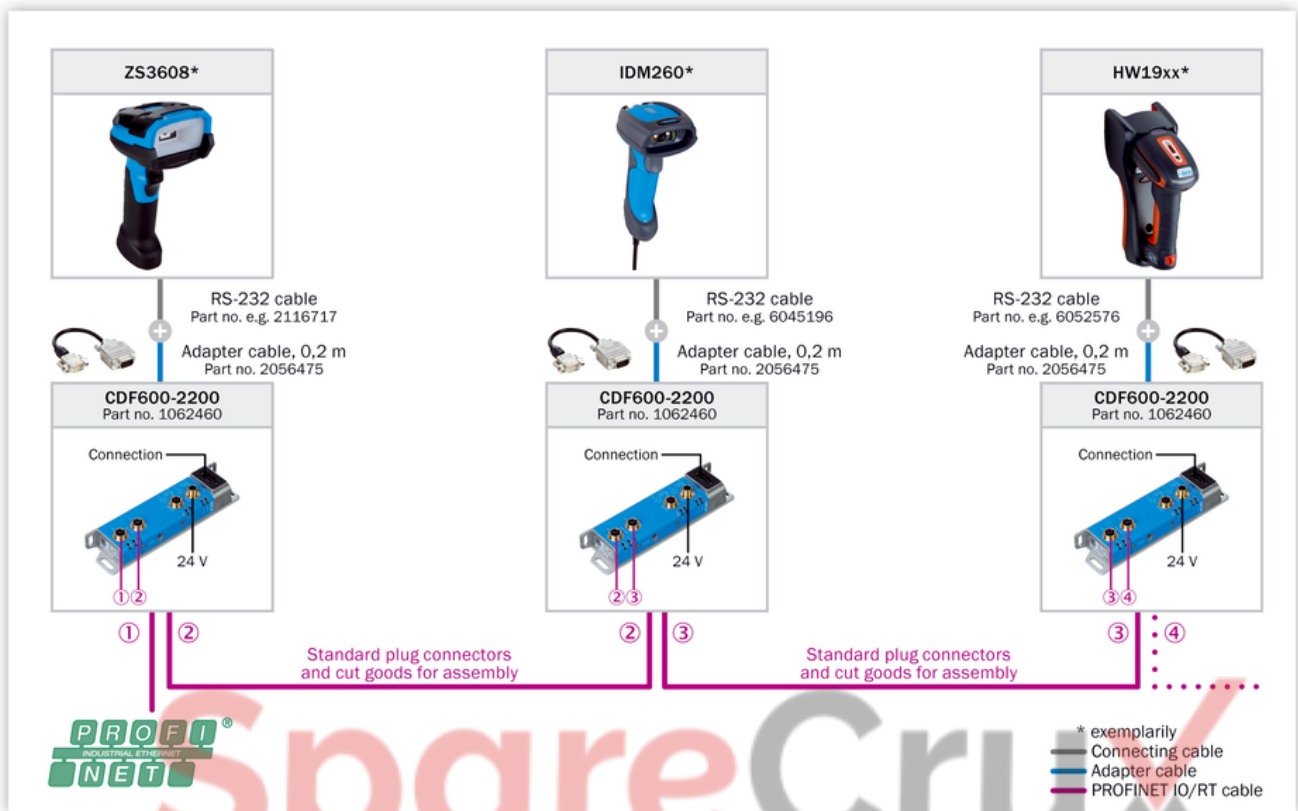 ZS3608*
IDM260*
HW19xx*
RS-232 cable
Part no. e.g. 2116717
RS-232 cable
Part no. e.g. 6045196
RS-232 cable
Part no. e.g. 6052576
Adapter cable, 0,2 m
Part no. 2056475
Adapter cable, 0,2 m
Part no. 2056475
Adapter cable, 0,2 m
Part no. 2056475
CDF600-2200
Part no. 1062460
CDF600-2200
Part no. 1062460
CDF600-2200
Part no. 1062460
Connection
Connection
Connection
24 V
24 V
24 V
①②
②③
③④
① ②
② ③
③ ④
Standard plug connectors
and cut goods for assembly
Standard plug connectors
and cut goods for assembly
PROFI®
INDUSTRIAL ETHERNET
NET
* exemplarily
Connecting cable
Adapter cable
PROFINET IO/RT cable